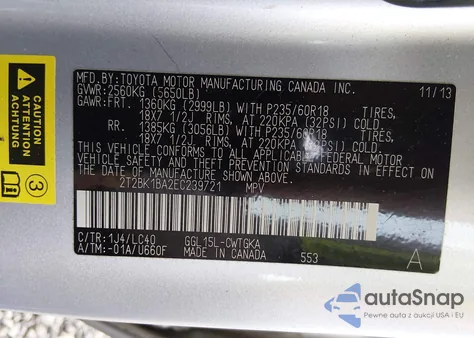 MFD.BY:TOYOTA MOTOR MANUFACTURING CANADA INC. 11/13
GVWR:2560KG (5650LB)
GAWR:FRT. 1360KG (2999LB) WITH P235/60R18 TIRES,
18X7 1/2J RIMS, AT 220KPA (32PSI) COLD.
RR. 1385KG (3056LB) WITH P235/60R18 TIRES,
18X7 1/2J RIMS, AT 220KPA (32PSI) COLD.
THIS VEHICLE CONFORMS TO ALL APPLICABLE FEDERAL MOTOR
VEHICLE SAFETY AND THEFT PREVENTION STANDARDS IN EFFECT ON
THE DATE OF MANUFACTURE SHOWN ABOVE.
2T2BK1BA2EC239721 MPV
C/TR:1J4/LC40 GGL15L-CWTGKA
A/TM:-01A/U660F MADE IN CANADA 553 A
CAUTION
ATTENTION
ACHTUNG
3
autoSnap
Pewne auta z aukcji USA i EU